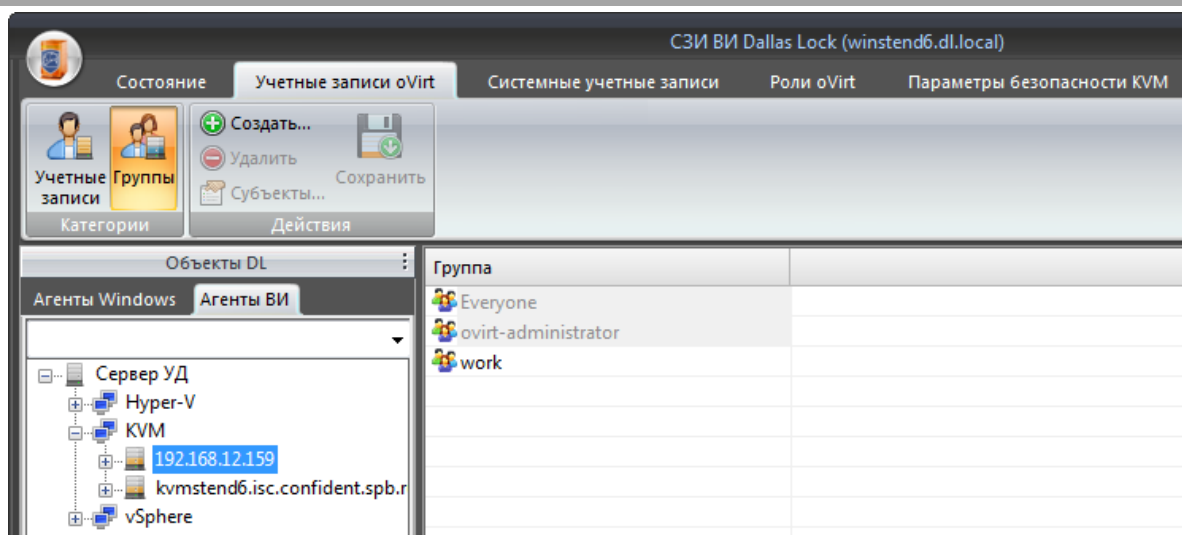 СЗИ ВИ Dallas Lock (winstend6.dl.local)
Состояние Учетные записи oVirt Системные учетные записи Роли oVirt Параметры безопасности KVM
Учетные записи
Группы
Создать...
Удалить
Субъекты...
Сохранить
Категории Действия
Объекты DL
Агенты Windows Агенты ВИ
Сервер УД
Hyper-V
KVM
192.168.12.159
kvmstend6.isc.confident.spb.r
vSphere
Группа
Everyone
ovirt-administrator
work